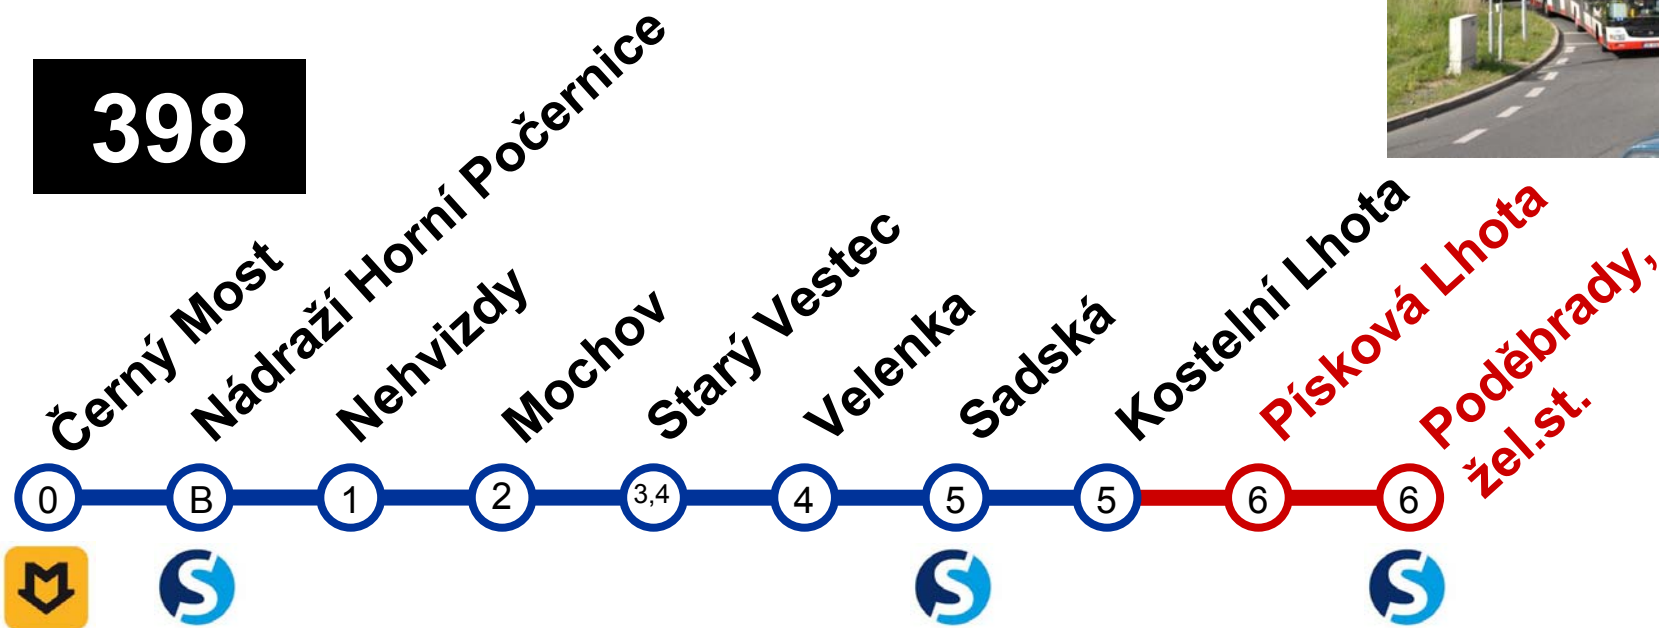 398
Černý Most
Nádraží Horní Počernice
Nehvizdy
Mochov
Starý Vestec
Velenka
Sadská
Kostelní Lhota
Písková Lhota
Poděbrady,
žel.st.
0
B
1
2
3,4
4
5
5
6
6
S
S
S